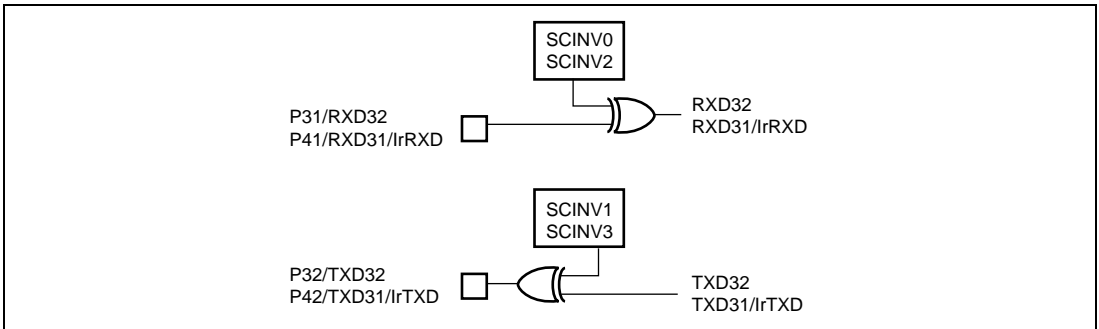 SCINV0
SCINV2
P31/RXD32
P41/RXD31/IrRXD
RXD32
RXD31/IrRXD
SCINV1
SCINV3
P32/TXD32
P42/TXD31/IrTXD
TXD32
TXD31/IrTXD